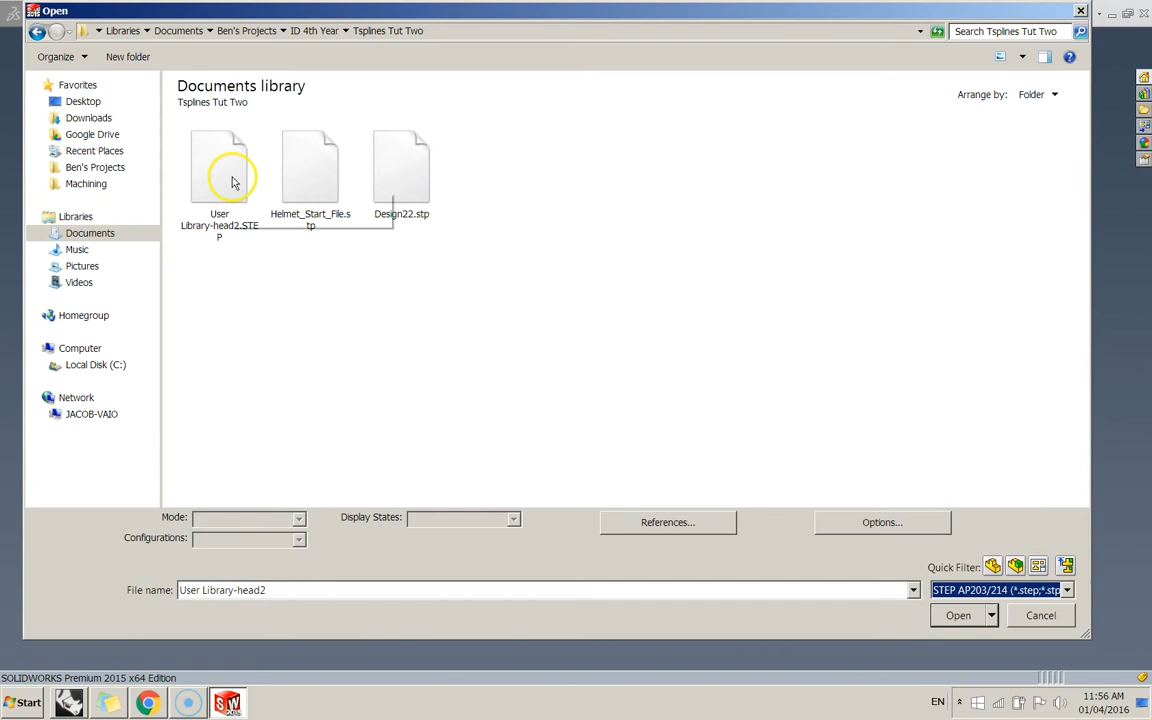 Open
Libraries Documents Ben's Projects ID 4th Year Tsplines Tut Two
Search Tsplines Tut Two
Organize
New folder
Favorites
Desktop
Downloads
Google Drive
Recent Places
Ben's Projects
Machining
Libraries
Documents
Music
Pictures
Videos
Homegroup
Computer
Local Disk (C:)
Network
JACOB-VAIO
Documents library
Tsplines Tut Two
Arrange by: Folder
User
Library-head2.STE
P
Helmet_Start_File.s
tp
Design22.stp
Mode:
Display States:
References...
Options...
Configurations:
Quick Filter:
File name: User Library-head2
STEP AP203/214 (*.step;*.stp
Open
Cancel
SOLIDWORKS Premium 2015 x64 Edition
Start
EN
11:56 AM
01/04/2016